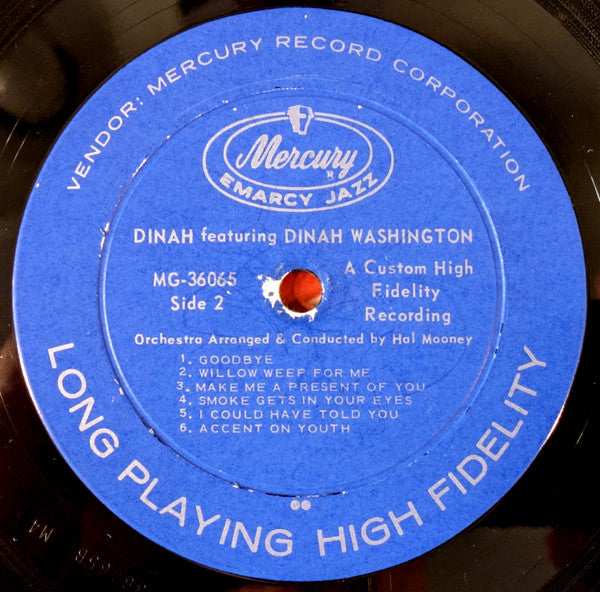 VENDOR: MERCURY RECORD CORPORATION
Mercury
R
EMARCY JAZZ
DINAH featuring DINAH WASHINGTON
MG-36065
Side 2
A Custom High
Fidelity
Recording
Orchestra Arranged & Conducted by Hal Mooney
1. GOODBYE
2. WILLOW WEEP FOR ME
3. MAKE ME A PRESENT OF YOU
4. SMOKE GETS IN YOUR EYES
5. I COULD HAVE TOLD YOU
6. ACCENT ON YOUTH
LONG PLAYING HIGH FIDELITY